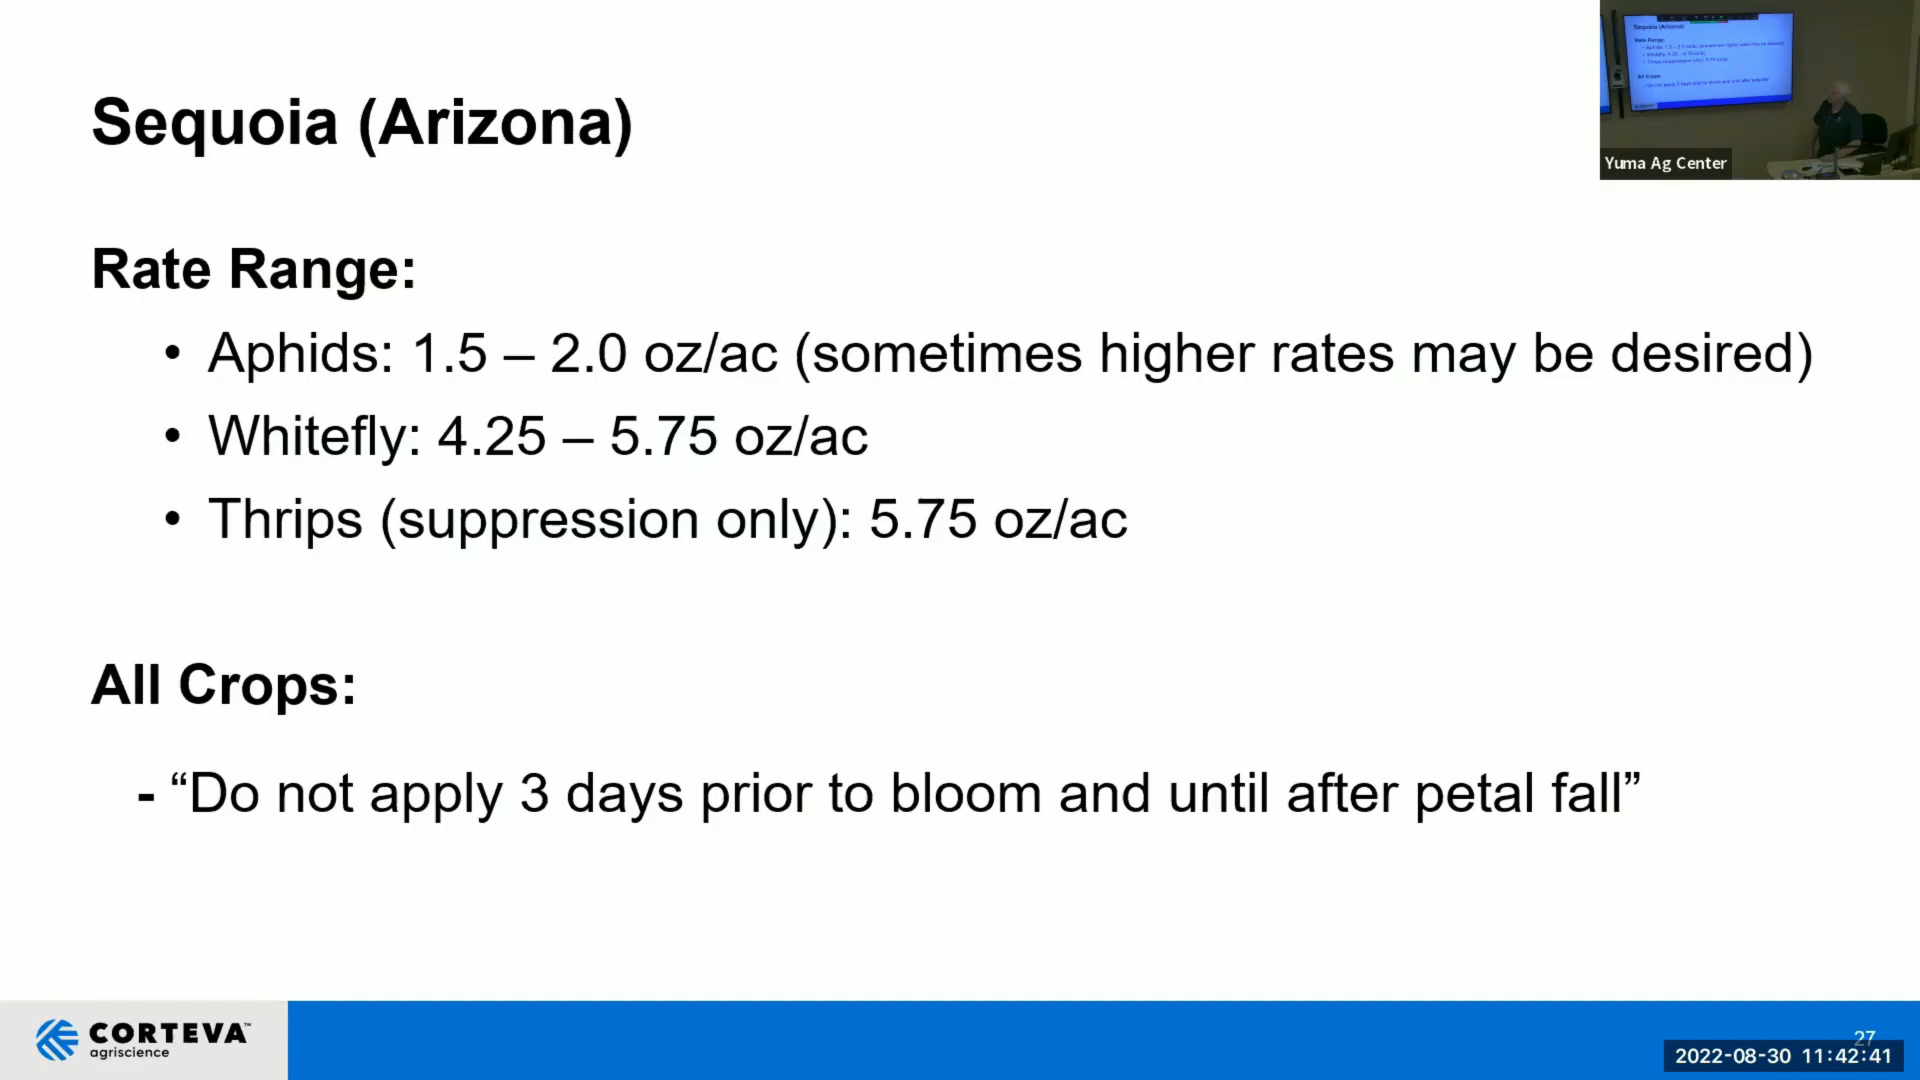 Sequoia (Arizona)
Rate Range:
• Aphids: 1.5 – 2.0 oz/ac (sometimes higher rates may be desired)
• Whitefly: 4.25 – 5.75 oz/ac
• Thrips (suppression only): 5.75 oz/ac
All Crops:
- “Do not apply 3 days prior to bloom and until after petal fall”
Yuma Ag Center
CORTEVA™
agriscience
27
2022-08-30 11:42:41